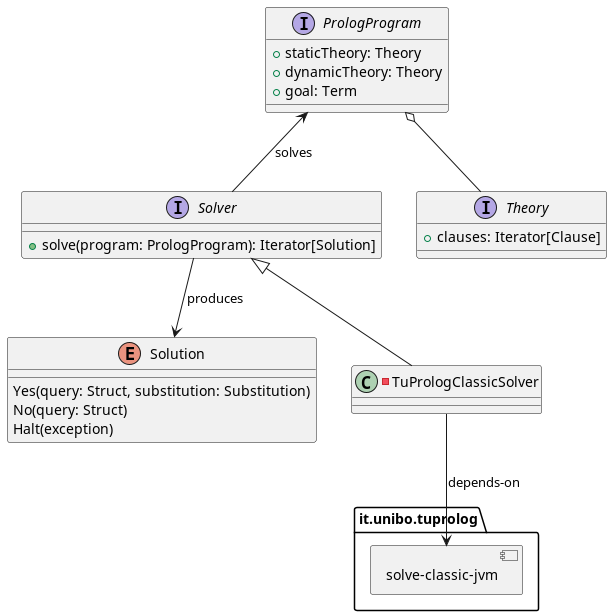 I PrologProgram
staticTheory: Theory
dynamicTheory: Theory
goal: Term
solves
I Solver
solve(program: PrologProgram): Iterator[Solution]
I Theory
clauses: Iterator[Clause]
produces
E Solution
Yes(query: Struct, substitution: Substitution)
No(query: Struct)
Halt(exception)
C TuPrologClassicSolver
depends-on
it.unibo.tuprolog
solve-classic-jvm